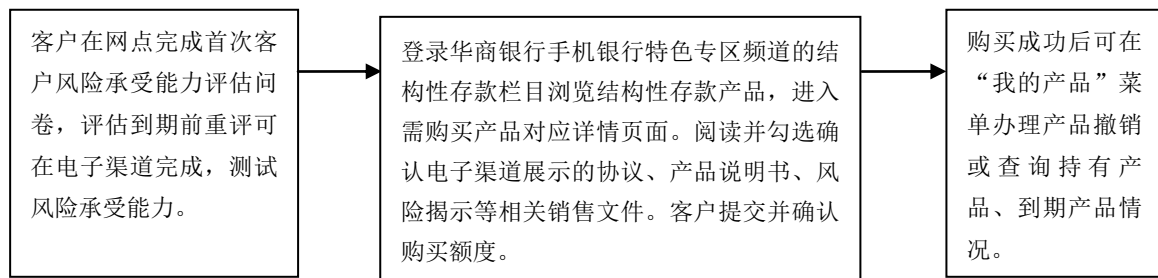 客户在网点完成首次客
户风险承受能力评估问
卷，评估到期前重评可
在电子渠道完成，测试
风险承受能力。
登录华商银行手机银行特色专区频道的结
构性存款栏目浏览结构性存款产品，进入
需购买产品对应详情页面。阅读并勾选确
认电子渠道展示的协议、产品说明书、风
险揭示等相关销售文件。客户提交并确认
购买额度。
购买成功后可在
“我的产品”菜
单办理产品撤销
或查询持有产
品、到期产品情
况。